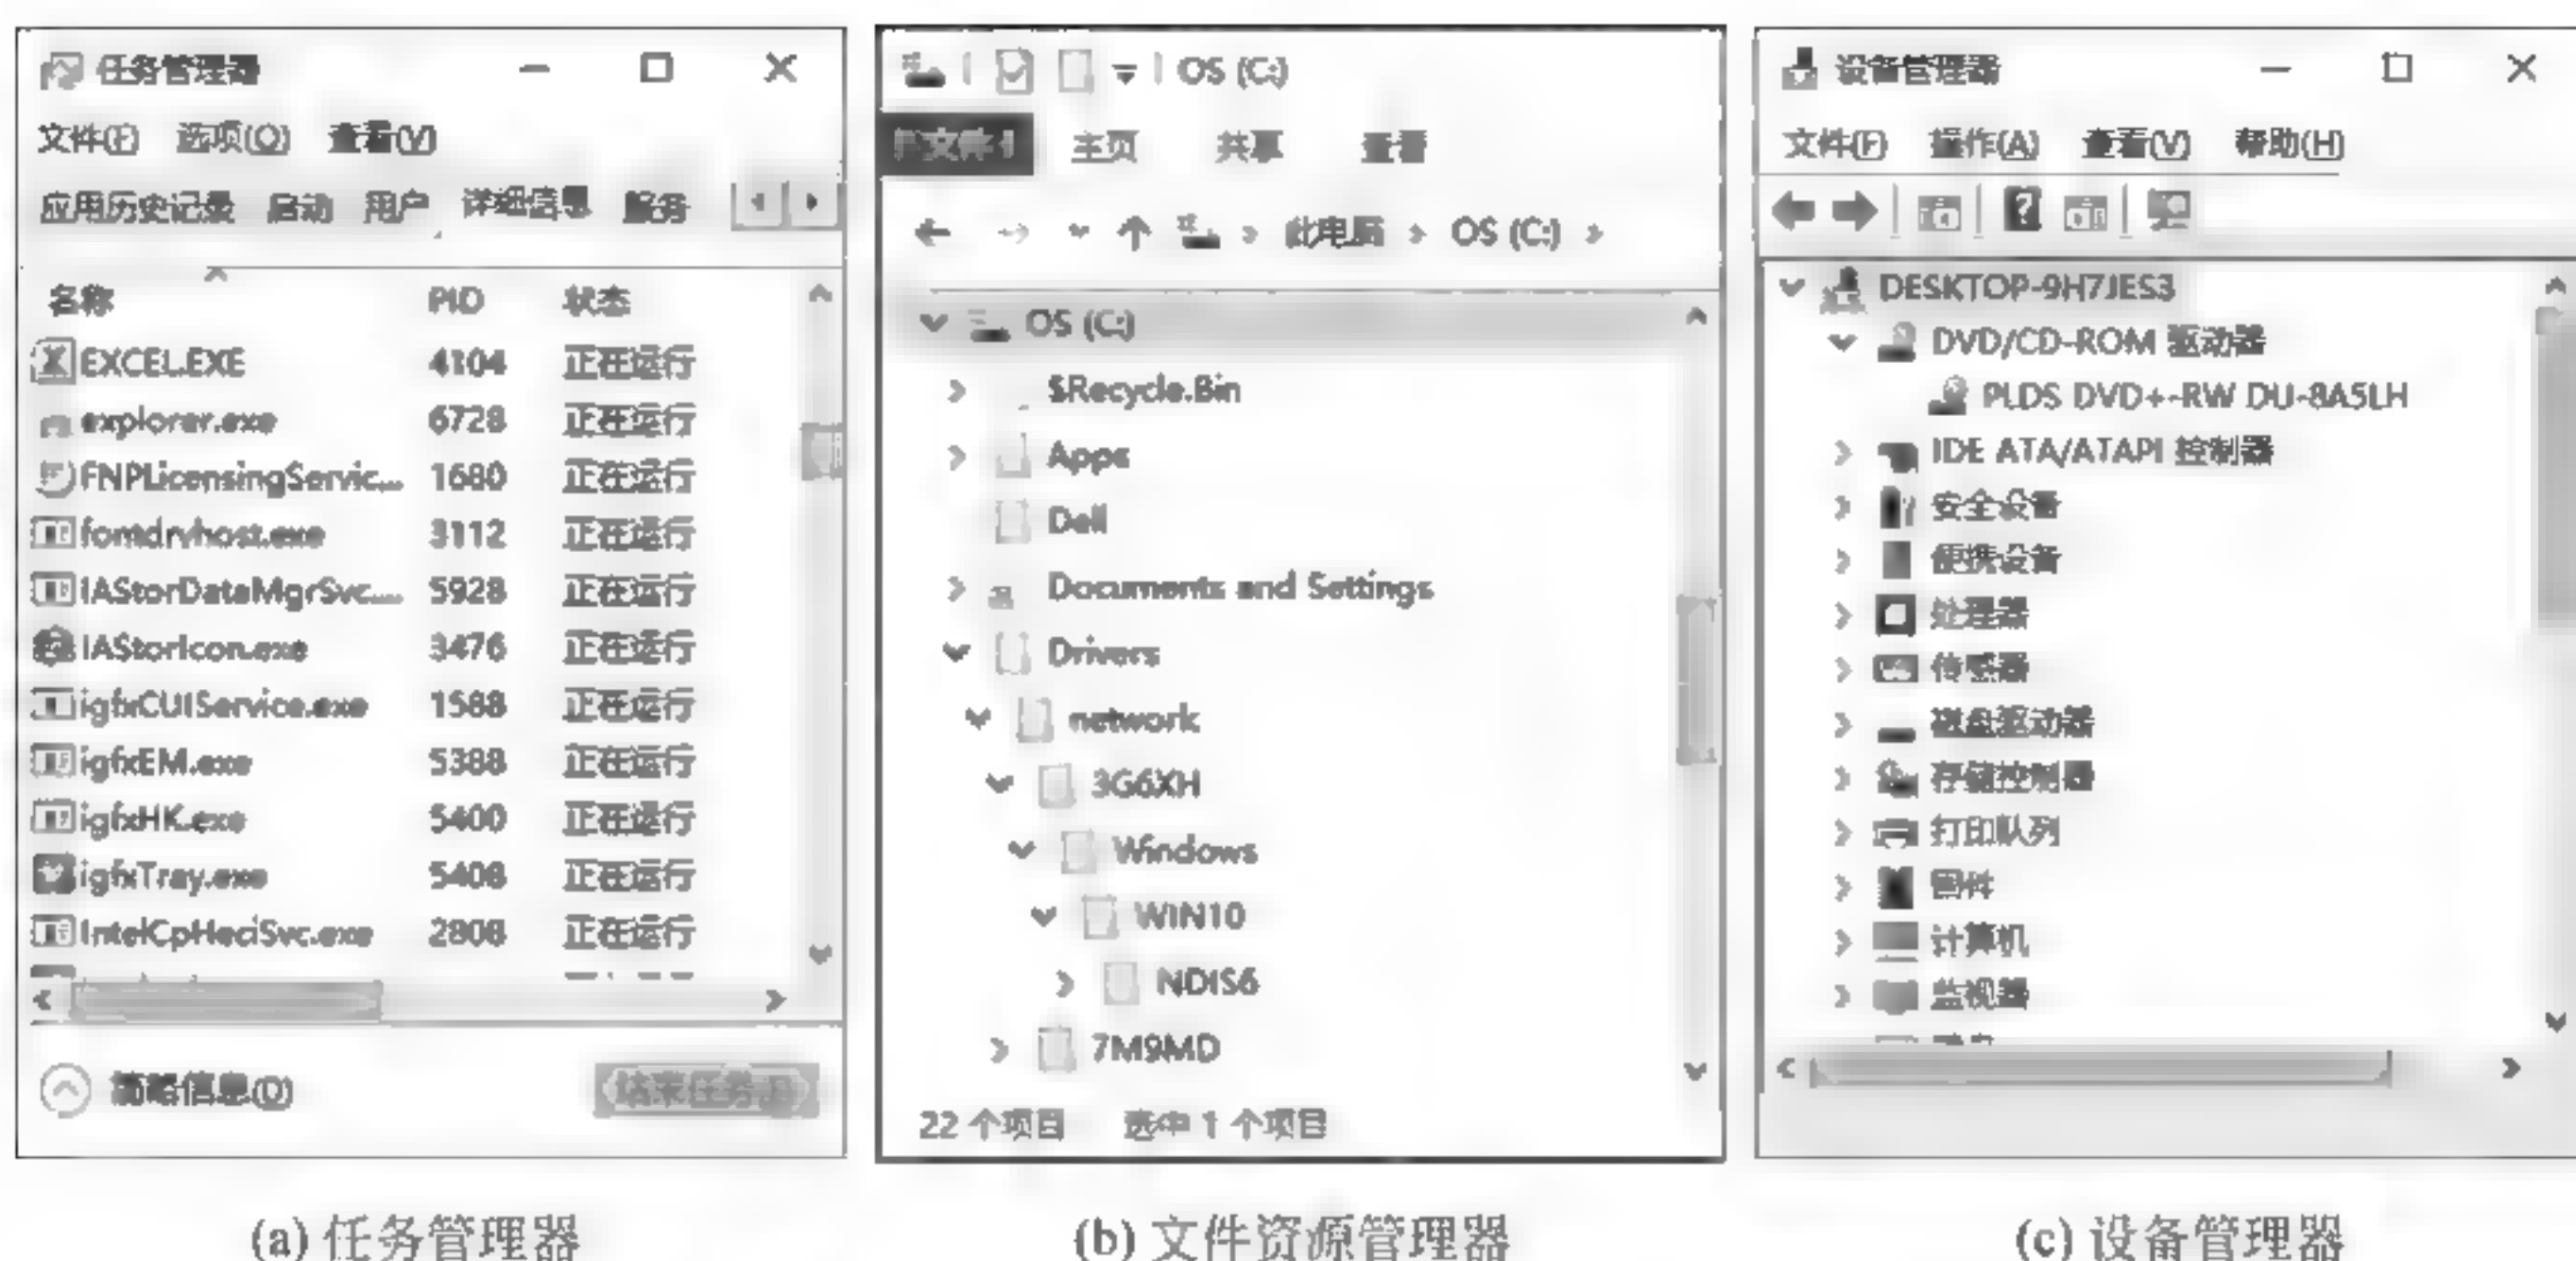 任务管理器
文件(F) 选项(O) 查看(V)
应用历史记录 启动 用户 详细信息 服务
名称 PID 状态
EXCEL.EXE 4104 正在运行
explorer.exe 6728 正在运行
FNPLicensingServic... 1680 正在运行
fontdrvhost.exe 3112 正在运行
IAStorDataMgrSvc.... 5928 正在运行
IAStorIcon.exe 3476 正在运行
igfxCUIService.exe 1588 正在运行
igfxEM.exe 5388 正在运行
igfxHK.exe 5400 正在运行
igfxTray.exe 5408 正在运行
IntelCpHeciSvc.exe 2808 正在运行
简略信息(D) 结束任务(E)
(a) 任务管理器
OS (C:)
文件 主页 共享 查看
此电脑 OS (C:)
OS (C:)
$Recycle.Bin
Apps
Dell
Documents and Settings
Drivers
network
3G6XH
Windows
WIN10
NDIS6
7M9MD
22 个项目 选中 1 个项目
(b) 文件资源管理器
设备管理器
文件(F) 操作(A) 查看(V) 帮助(H)
DESKTOP-9H7JES3
DVD/CD-ROM 驱动器
PLDS DVD+-RW DU-8A5LH
IDE ATA/ATAPI 控制器
安全设备
便携设备
处理器
传感器
磁盘驱动器
存储控制器
打印队列
固件
计算机
监视器
(c) 设备管理器